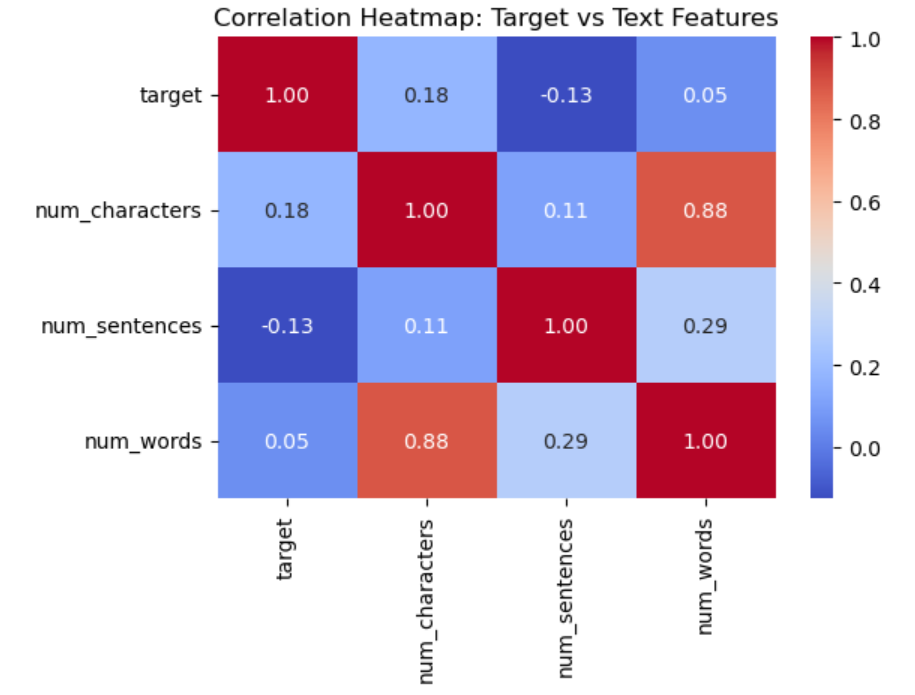 Correlation Heatmap: Target vs Text Features
target 1.00 0.18 -0.13 0.05
num_characters 0.18 1.00 0.11 0.88
num_sentences -0.13 0.11 1.00 0.29
num_words 0.05 0.88 0.29 1.00
target
num_characters
num_sentences
num_words
1.0
0.8
0.6
0.4
0.2
0.0